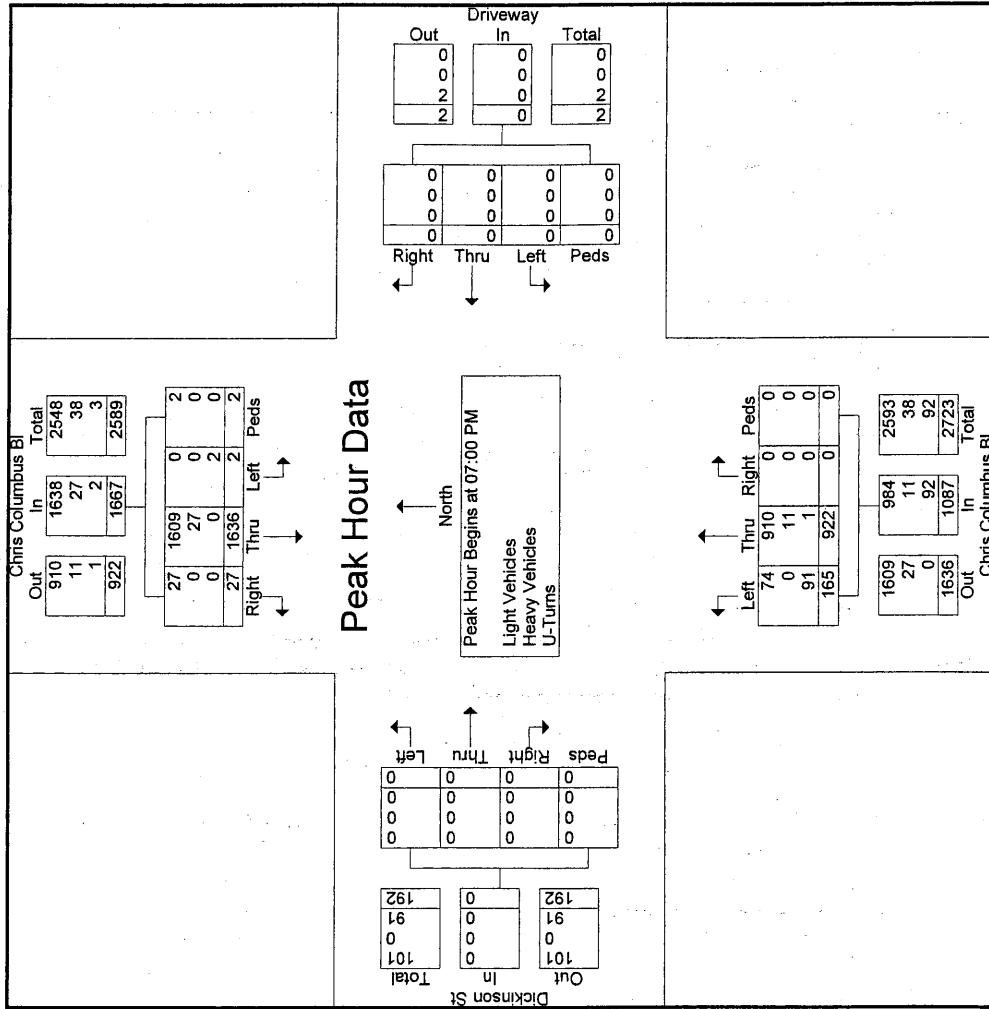 Driveway
Out In Total
0 0 0
0 0 0
2 0 2
2 0 2
0 0 0 0
0 0 0 0
0 0 0 0
0 0 0 0
Right Thru Left Peds
Chris Columbus Bl
Out In Total
910 1638 2548
11 27 38
1 2 3
922 1667 2589
27 1609 0 2
0 27 0 0
0 0 2 0
27 1636 2 2
Right Thru Left Peds
Peak Hour Data
North
Peak Hour Begins at 07:00 PM
Light Vehicles
Heavy Vehicles
U-Turns
Left Thru Right Peds
74 910 0 0
0 11 0 0
91 1 0 0
165 922 0 0
1609 984 2593
27 11 38
0 92 92
1636 1087 2723
Out In Total
Chris Columbus Bl
Left 0 0 0 0
Thru 0 0 0 0
Right 0 0 0 0
Peds 0 0 0 0
Total In Out
101 0 101
0 0 0
91 0 91
192 0 192
Dickinson St